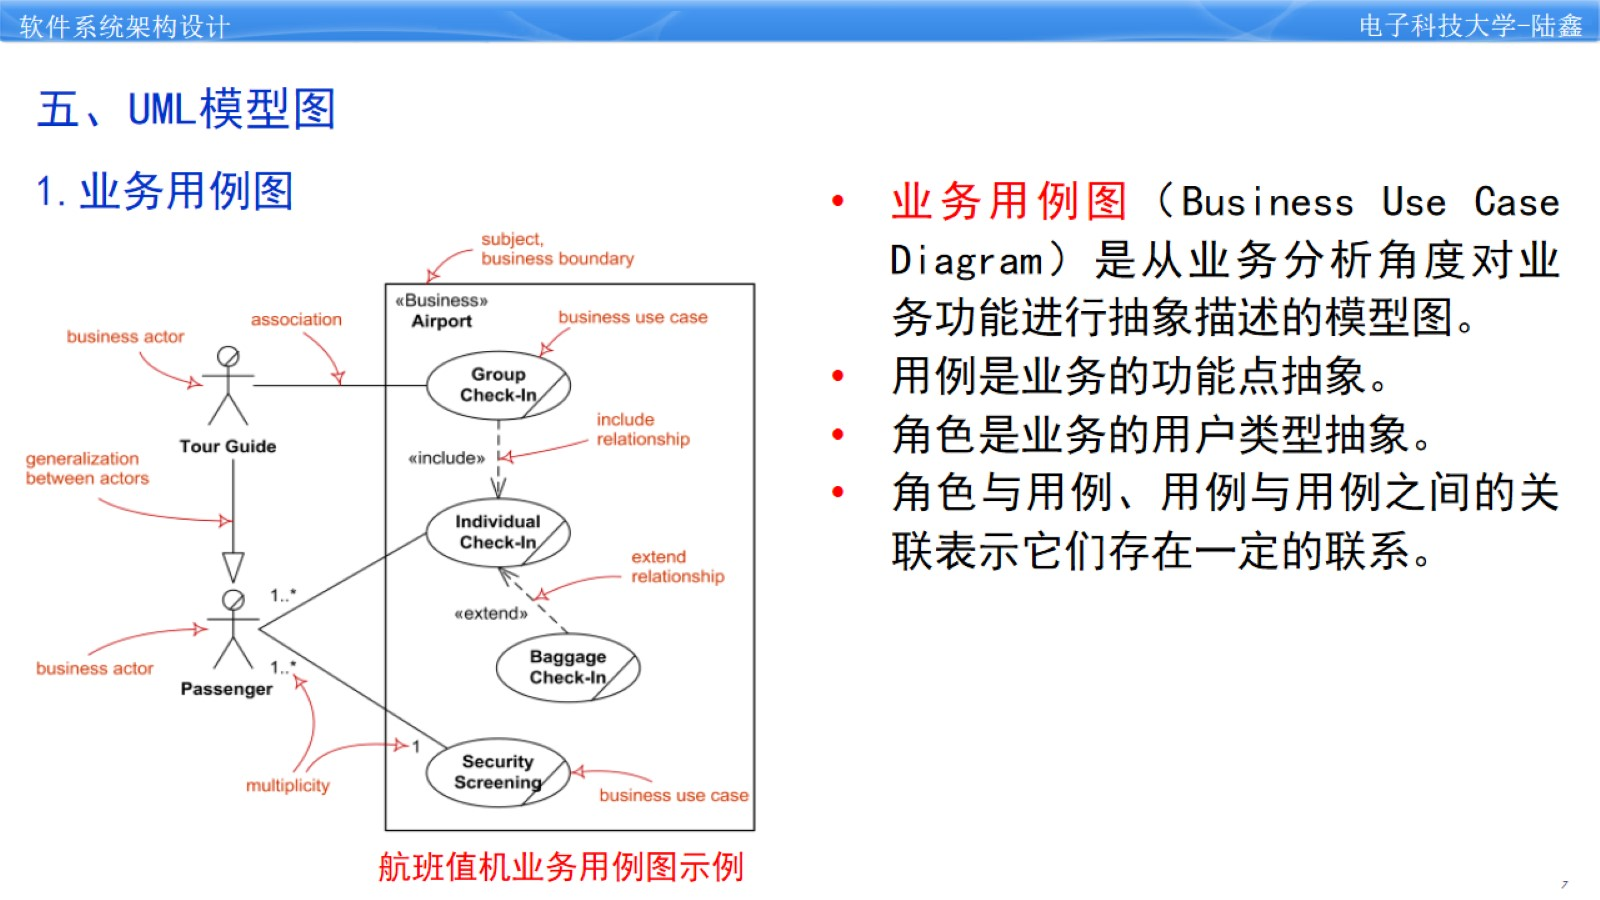 软件系统架构设计
电子科技大学-陆鑫
五、UML模型图
1.业务用例图
subject,
business boundary
«Business»
Airport
business use case
association
business actor
Group
Check-In
include
relationship
«include»
Tour Guide
generalization
between actors
Individual
Check-In
extend
relationship
«extend»
1..*
business actor
1..*
Passenger
Baggage
Check-In
1
multiplicity
Security
Screening
business use case
航班值机业务用例图示例
• 业务用例图（Business Use Case
Diagram）是从业务分析角度对业
务功能进行抽象描述的模型图。
• 用例是业务的功能点抽象。
• 角色是业务的用户类型抽象。
• 角色与用例、用例与用例之间的关
联表示它们存在一定的联系。
7